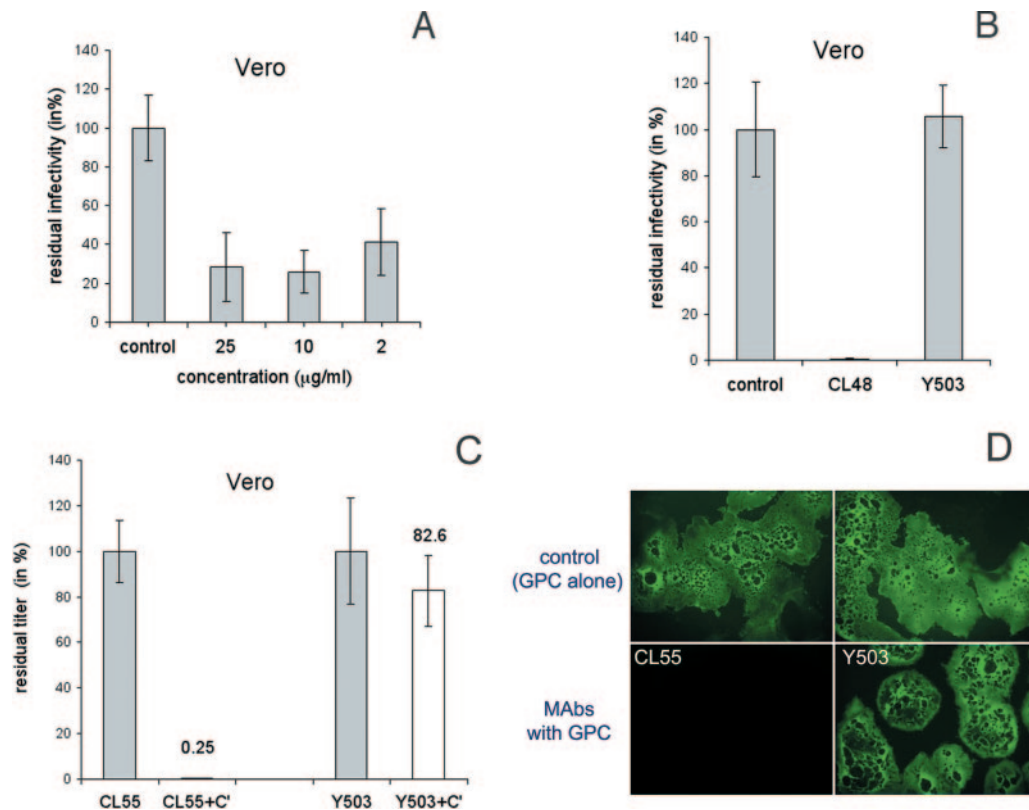 A
Vero
residual infectivity (in%)
140
120
100
80
60
40
20
0
control 25 10 2
concentration (µg/ml)
B
Vero
residual infectivity (in %)
140
120
100
80
60
40
20
0
control CL48 Y503
C
Vero
residual titer (in %)
140
120
100
80
60
40
20
0
0.25
82.6
CL55 CL55+C' Y503 Y503+C'
D
control
(GPC alone)
CL55 Y503
MAbs
with GPC